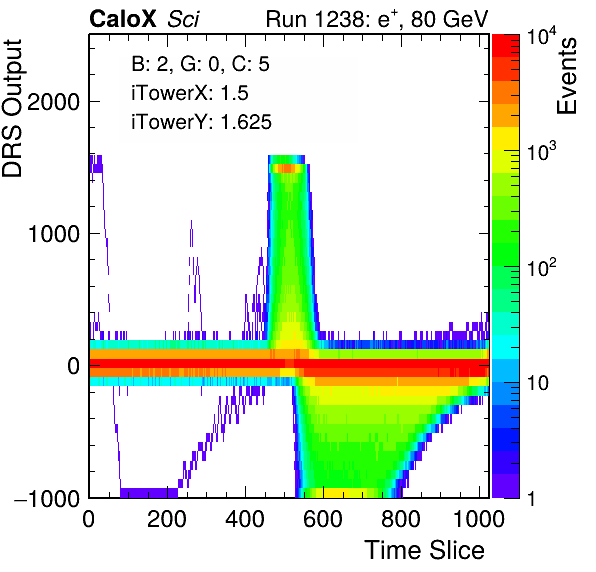 CaloX Sci Run 1238: e+, 80 GeV
B: 2, G: 0, C: 5
iTowerX: 1.5
iTowerY: 1.625
DRS Output
2000
1000
0
−1000
0 200 400 600 800 1000
Time Slice
Events
10^4
10^3
10^2
10
1